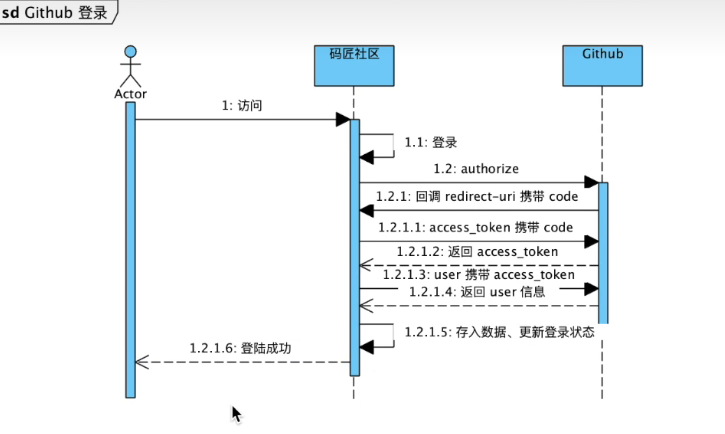 sd Github 登录
码匠社区
Github
Actor
1: 访问
1.1: 登录
1.2: authorize
1.2.1: 回调 redirect-uri 携带 code
1.2.1.1: access_token 携带 code
1.2.1.2: 返回 access_token
1.2.1.3: user 携带 access_token
1.2.1.4: 返回 user 信息
1.2.1.5: 存入数据、更新登录状态
1.2.1.6: 登陆成功